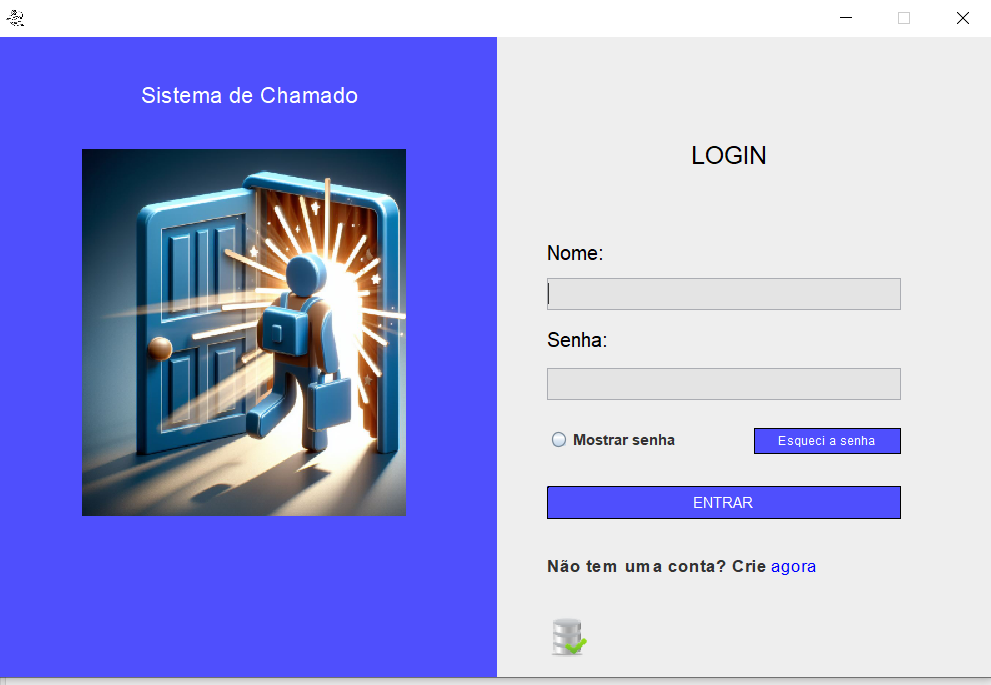 Sistema de Chamado
LOGIN
Nome:
Senha:
Mostrar senha
Esqueci a senha
ENTRAR
Não tem uma conta? Crie agora